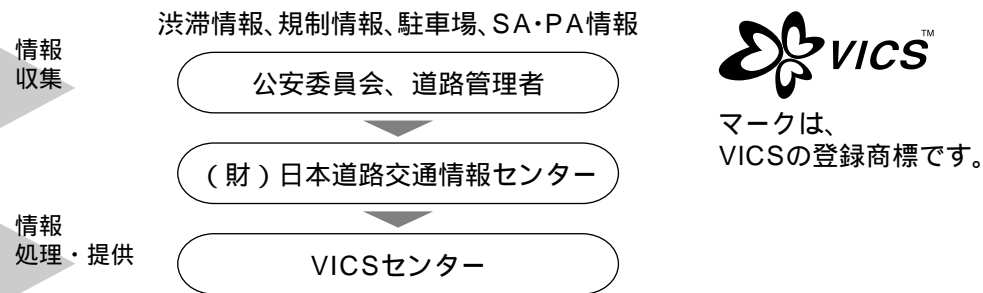 渋滞情報、規制情報、駐車場、SA・PA情報
情報
収集
公安委員会、道路管理者
(財)日本道路交通情報センター
情報
処理・提供
VICSセンター
VICS™
マークは、
VICSの登録商標です。